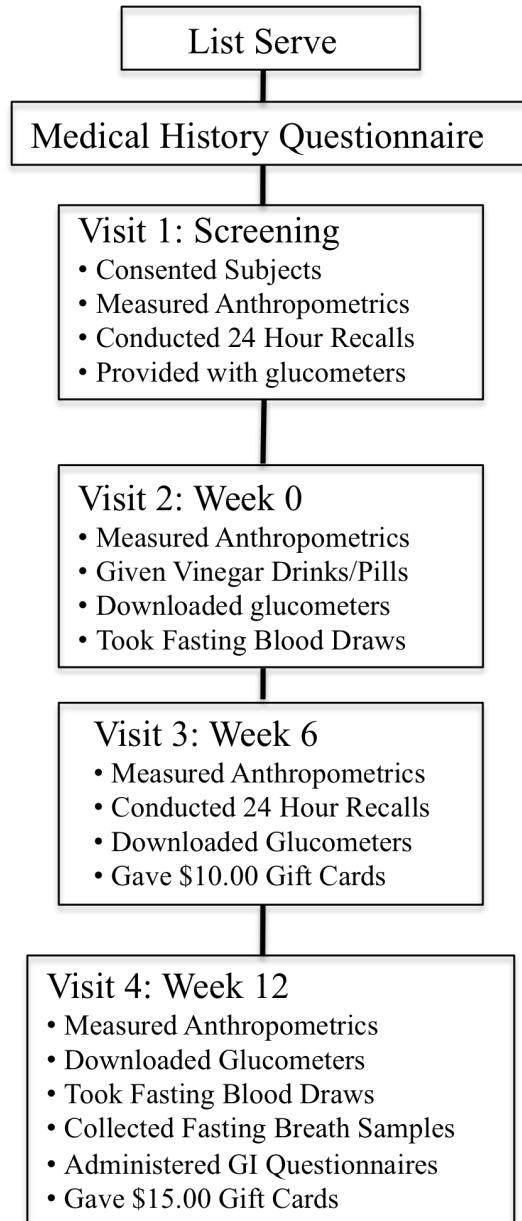 List Serve
Medical History Questionnaire
Visit 1: Screening
• Consented Subjects
• Measured Anthropometrics
• Conducted 24 Hour Recalls
• Provided with glucometers
Visit 2: Week 0
• Measured Anthropometrics
• Given Vinegar Drinks/Pills
• Downloaded glucometers
• Took Fasting Blood Draws
Visit 3: Week 6
• Measured Anthropometrics
• Conducted 24 Hour Recalls
• Downloaded Glucometers
• Gave $10.00 Gift Cards
Visit 4: Week 12
• Measured Anthropometrics
• Downloaded Glucometers
• Took Fasting Blood Draws
• Collected Fasting Breath Samples
• Administered GI Questionnaires
• Gave $15.00 Gift Cards